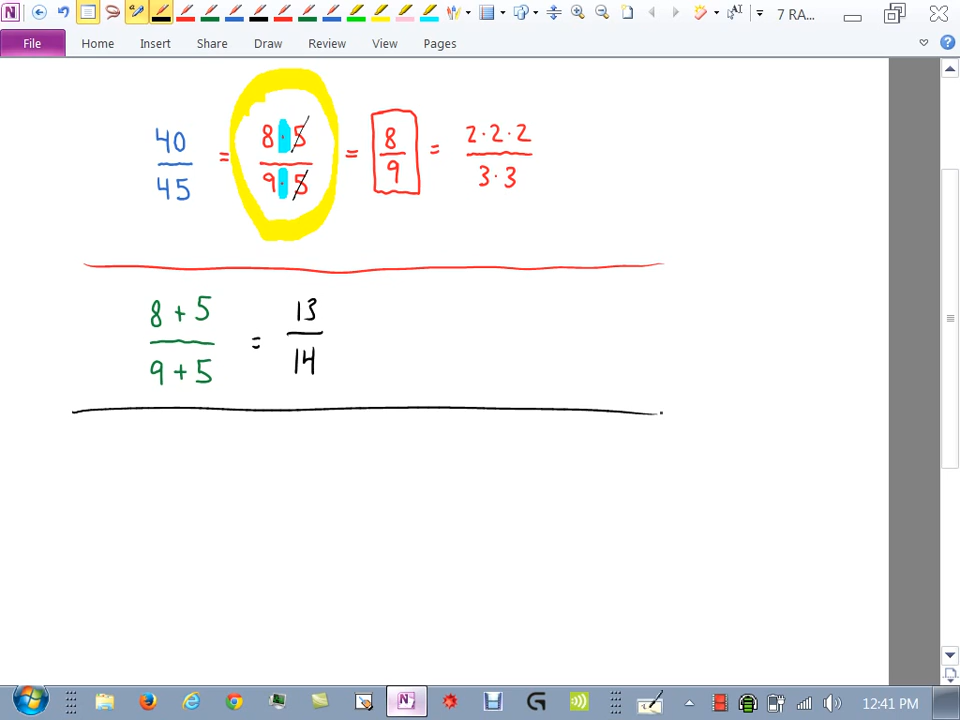 7 RA...
File Home Insert Share Draw Review View Pages
40/45 = 8·5/9·5 = 8/9 = 2·2·2/3·3
8+5/9+5 = 13/14
12:41 PM